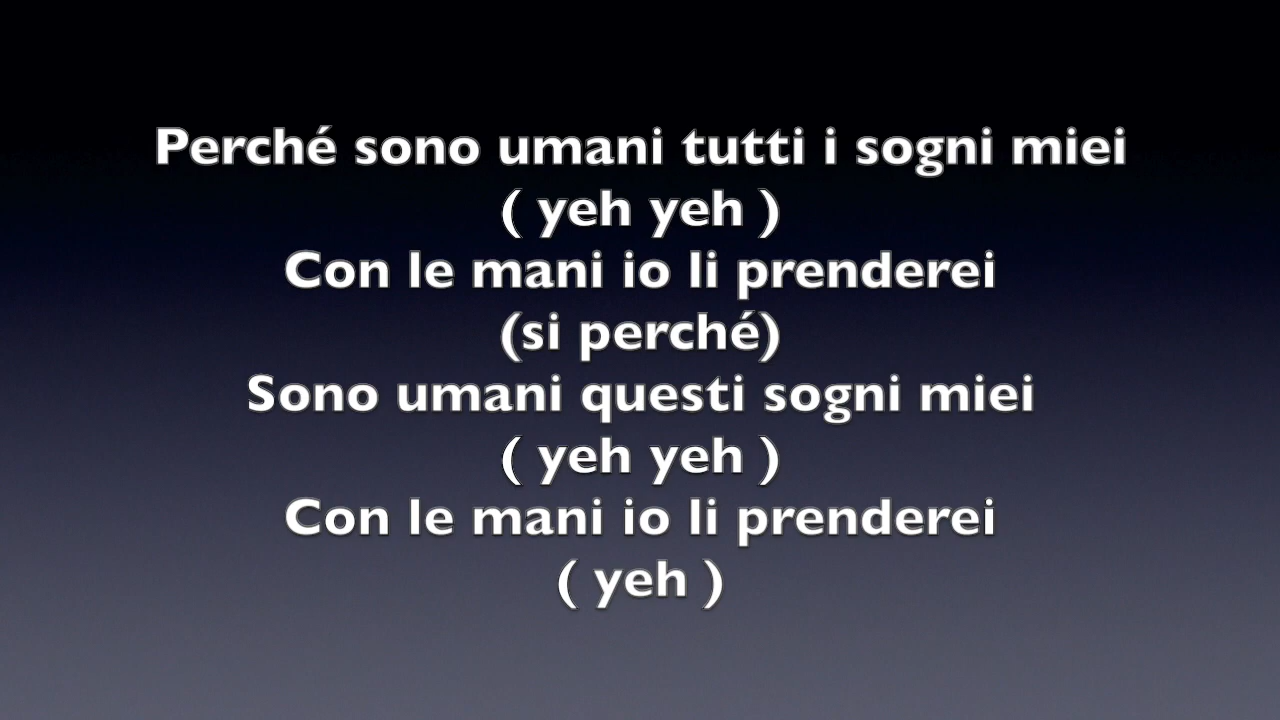 Perché sono umani tutti i sogni miei
( yeh yeh )
Con le mani io li prenderei
(si perché)
Sono umani questi sogni miei
( yeh yeh )
Con le mani io li prenderei
( yeh )